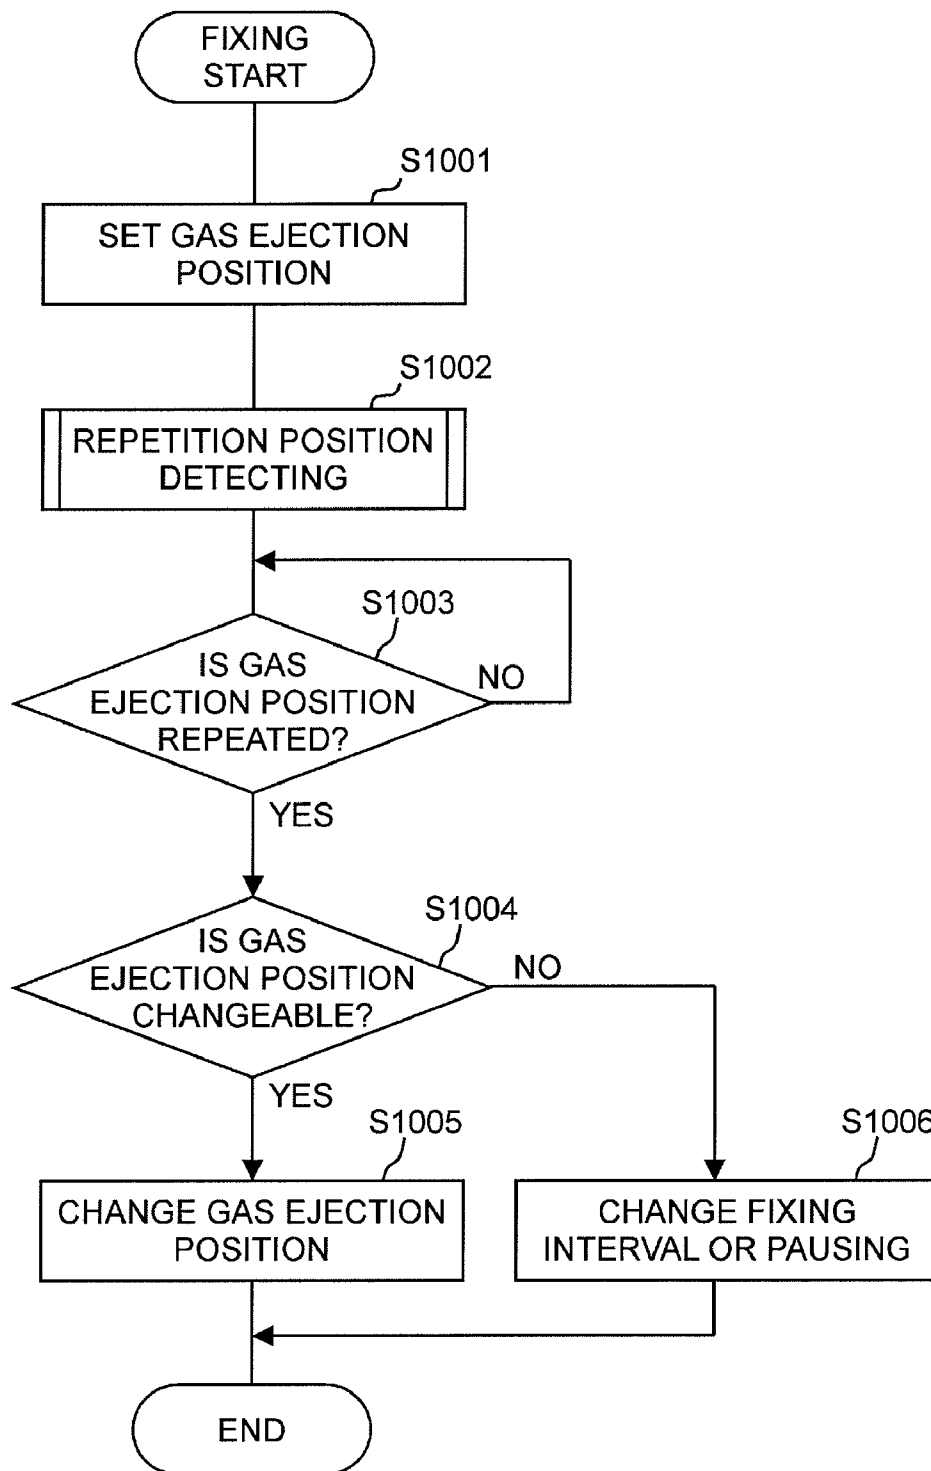 FIXING
START
S1001
SET GAS EJECTION
POSITION
S1002
REPETITION POSITION
DETECTING
S1003
IS GAS
EJECTION POSITION
REPEATED?
NO
YES
S1004
IS GAS
EJECTION POSITION
CHANGEABLE?
NO
YES
S1005
CHANGE GAS EJECTION
POSITION
S1006
CHANGE FIXING
INTERVAL OR PAUSING
END